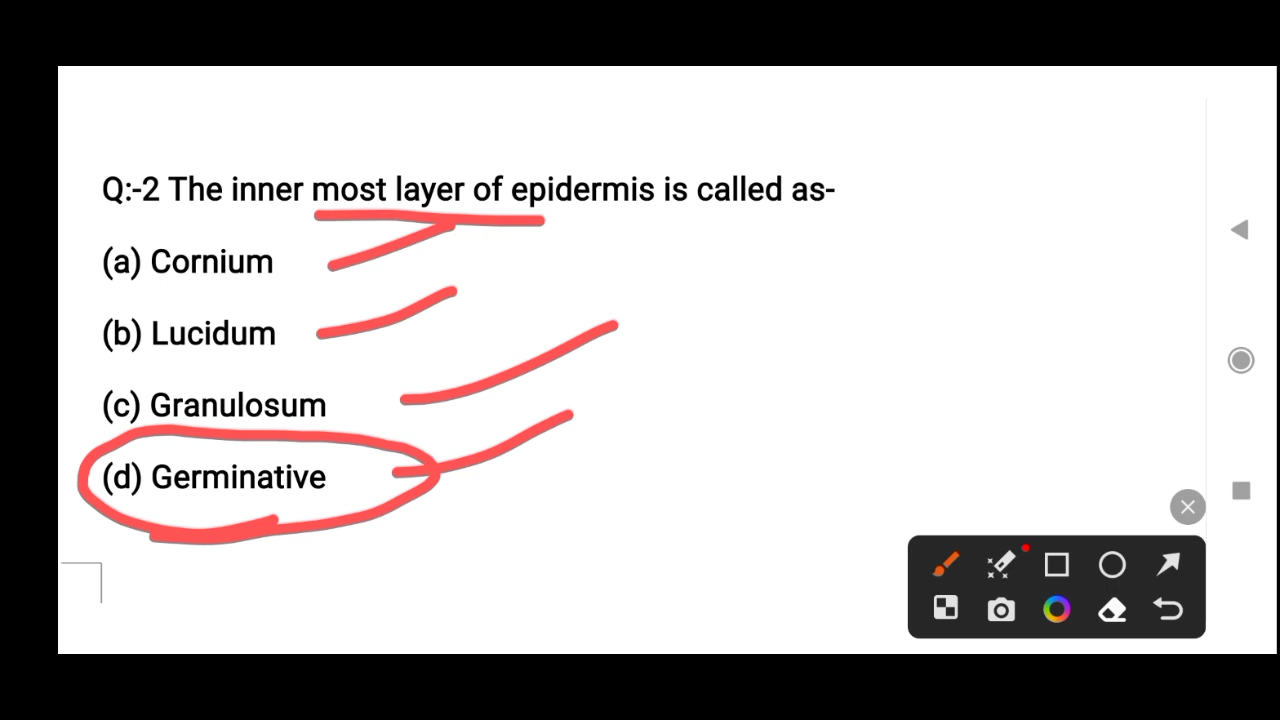 Q:-2 The inner most layer of epidermis is called as-
(a) Cornium
(b) Lucidum
(c) Granulosum
(d) Germinative